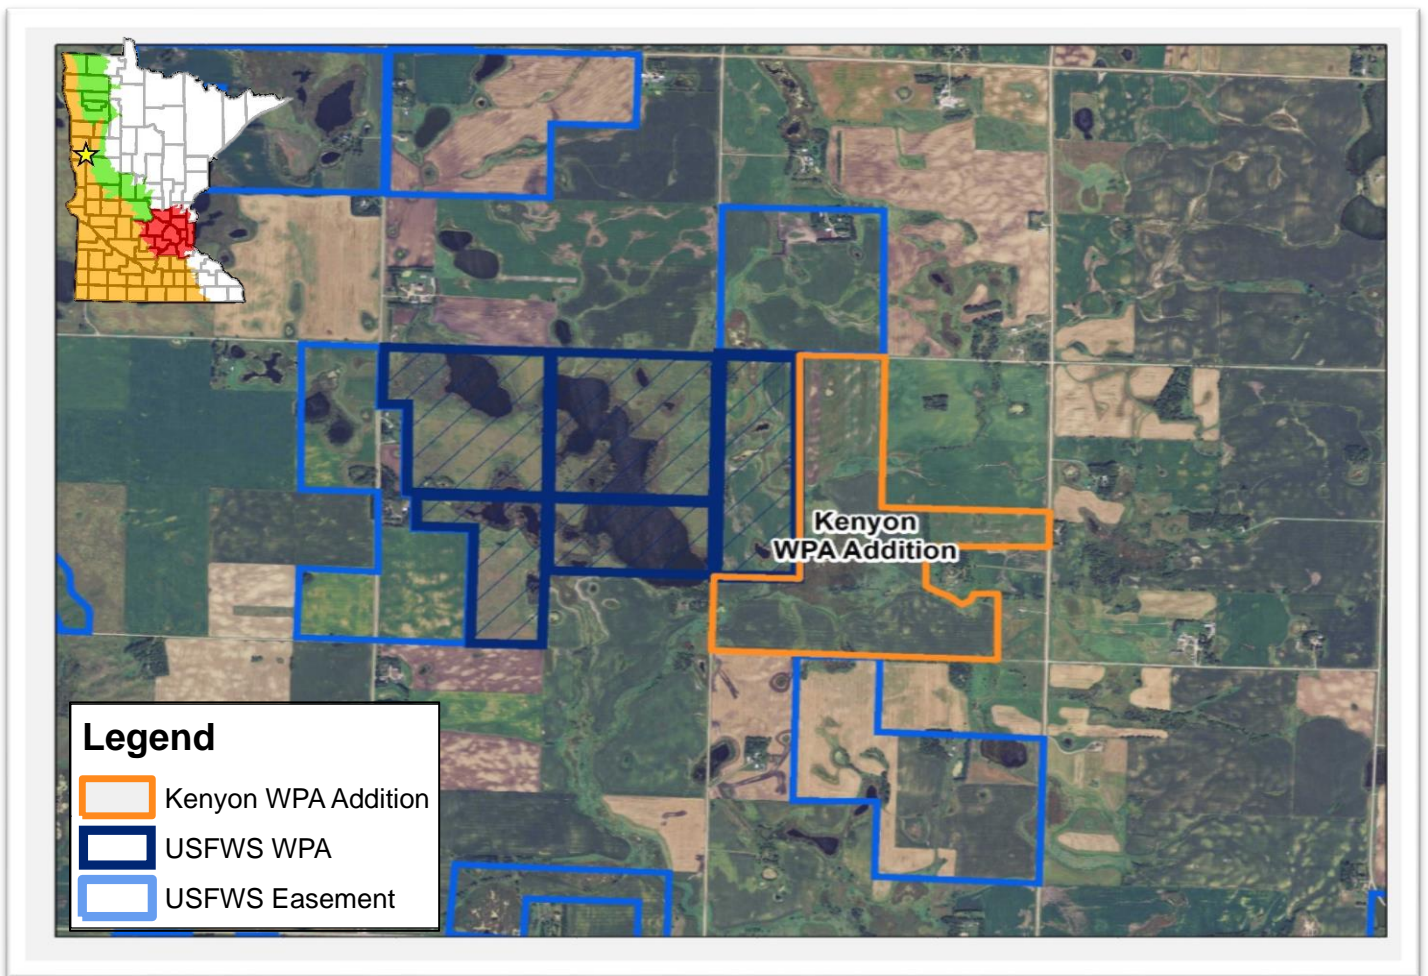 Kenyon
WPA Addition
Legend
Kenyon WPA Addition
USFWS WPA
USFWS Easement